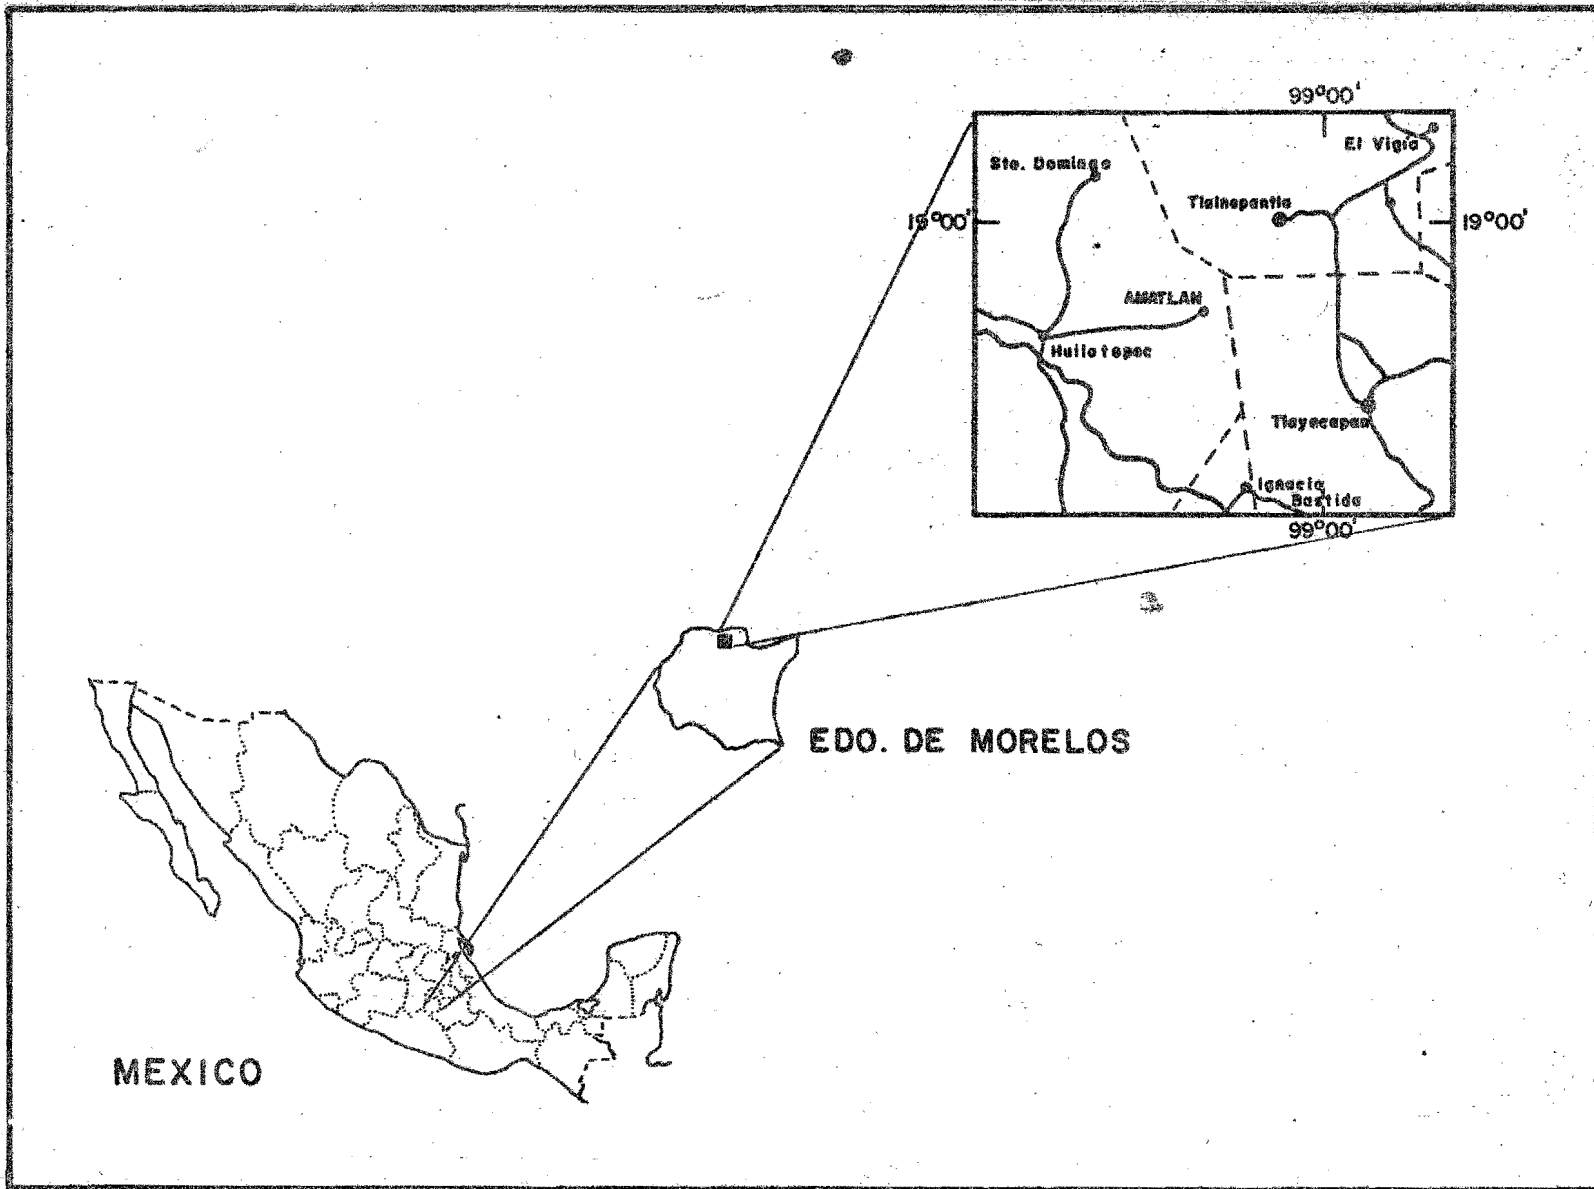 99°00'
El Vigía
Sto. Domingo
Tlalnepantla
19°00'
19°00'
AMATLAN
Huilotepec
Tlayacapan
Ignacio
Bastida
99°00'
EDO. DE MORELOS
MEXICO